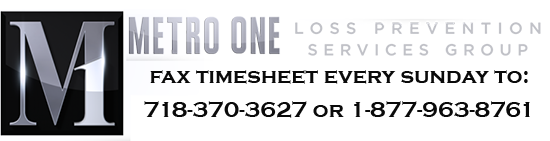 M1
METRO ONE LOSS PREVENTION
SERVICES GROUP
FAX TIMESHEET EVERY SUNDAY TO:
718-370-3627 OR 1-877-963-8761